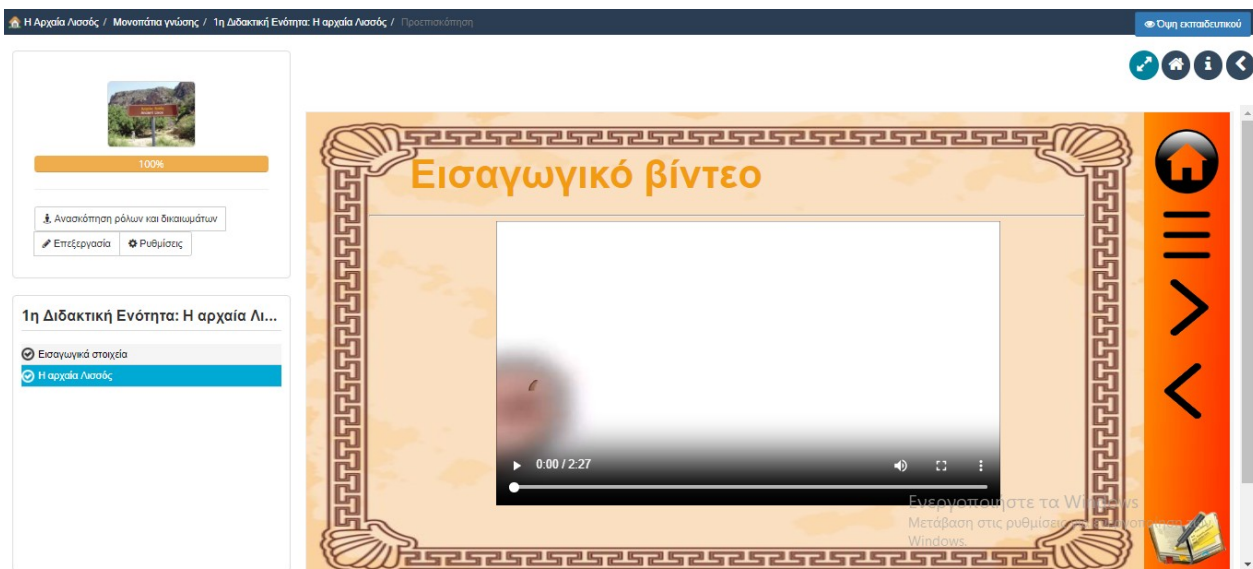 Η Αρχαία Λισσός / Μονοπάτια γνώσης / 1η Διδακτική Ενότητα: Η αρχαία Λισσός / Προεπισκόπηση
Όψη εκπαιδευτικού
100%
Ανασκόπηση ρόλων και δικαιωμάτων
Επεξεργασία Ρυθμίσεις
1η Διδακτική Ενότητα: Η αρχαία Λι...
Εισαγωγικά στοιχεία
Η αρχαία Λισσός
Εισαγωγικό βίντεο
0:00 / 2:27
Ενεργοποιήστε τα Windows
Μετάβαση στις ρυθμίσεις
Windows.